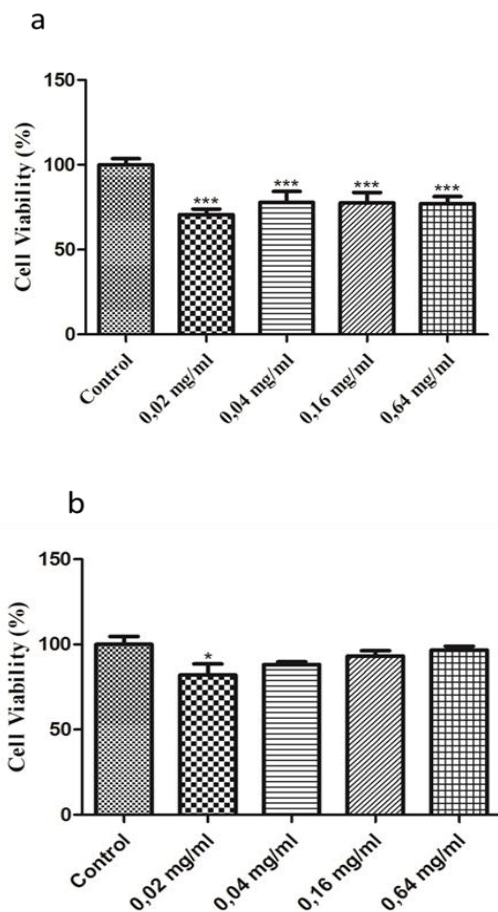 a
150
100
50
0
Cell Viability (%)
***
***
***
***
Control
0,02 mg/ml
0,04 mg/ml
0,16 mg/ml
0,64 mg/ml
b
150
100
50
0
Cell Viability (%)
*
Control
0,02 mg/ml
0,04 mg/ml
0,16 mg/ml
0,64 mg/ml